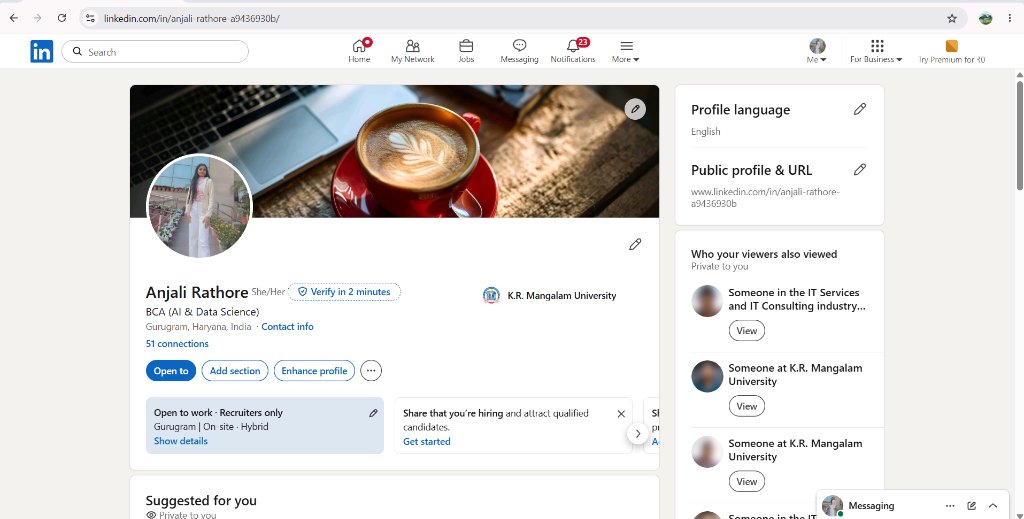 linkedin.com/in/anjali-rathore-a9436930b/
in
Search
Home
My Network
Jobs
Messaging
23
Notifications
More
Me
For Business
Try Premium for ₹0
Anjali Rathore She/Her Verify in 2 minutes
BCA (AI & Data Science)
Gurugram, Haryana, India · Contact info
51 connections
K.R. Mangalam University
Open to
Add section
Enhance profile
Open to work · Recruiters only
Gurugram | On site · Hybrid
Show details
Share that you're hiring and attract qualified
candidates.
Get started
Profile language
English
Public profile & URL
www.linkedin.com/in/anjali-rathore-
a9436930b
Who your viewers also viewed
Private to you
Someone in the IT Services
and IT Consulting industry...
View
Someone at K.R. Mangalam
University
View
Someone at K.R. Mangalam
University
View
Someone in the IT
Suggested for you
Private to you
Messaging